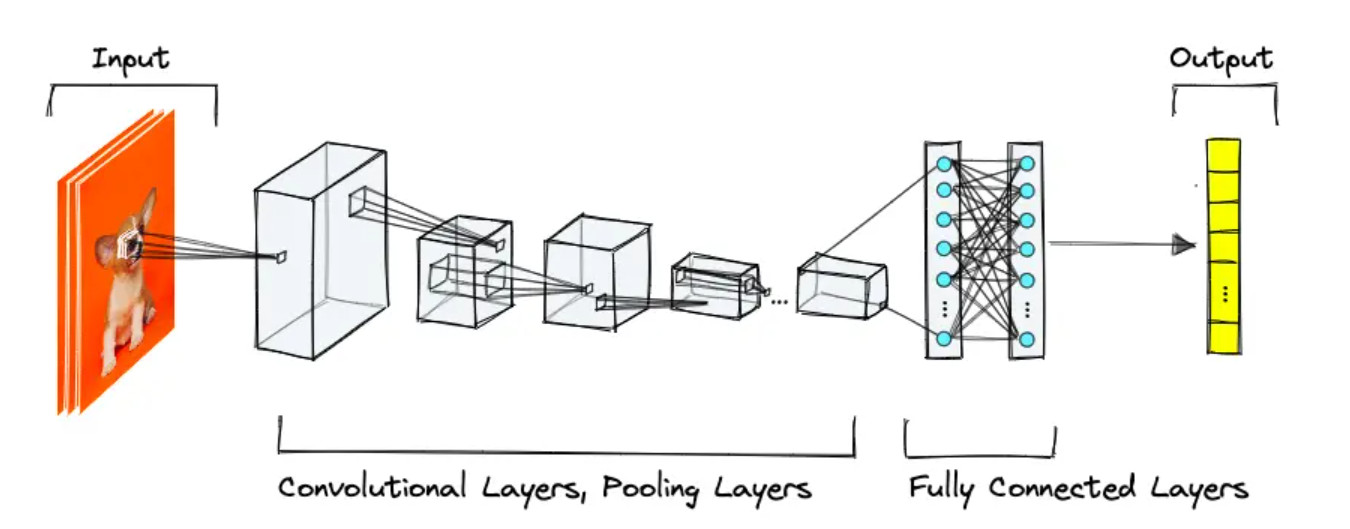 Input
Output
...
Convolutional Layers, Pooling Layers
Fully Connected Layers